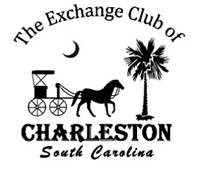 The Exchange Club of
CHARLESTON
South Carolina